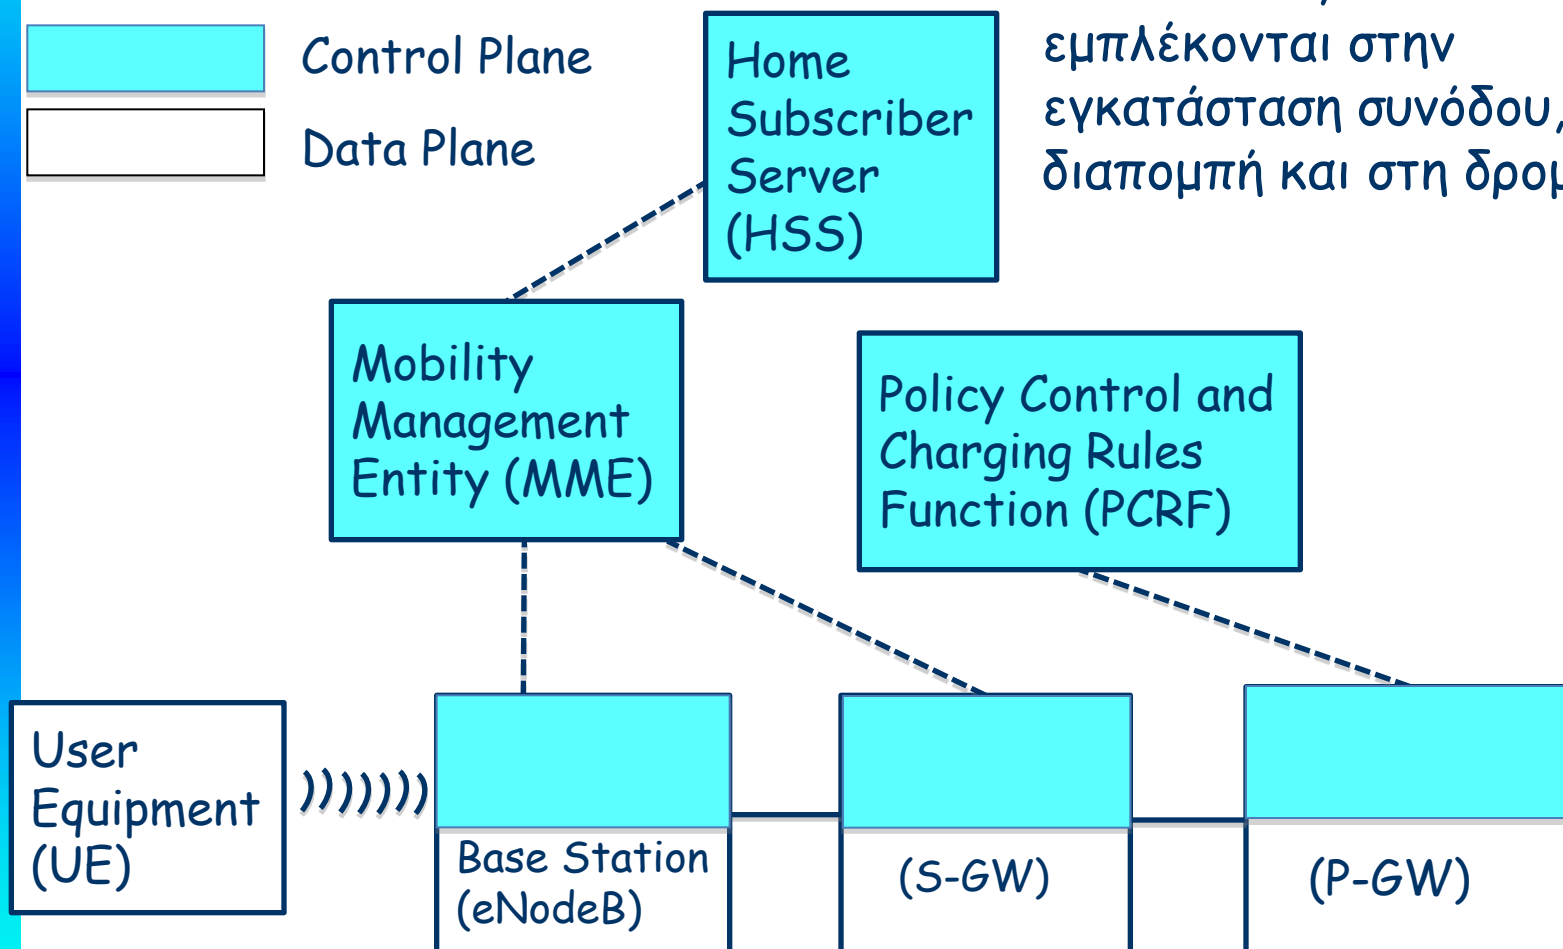 Control Plane
Data Plane
Home
Subscriber
Server
(HSS)
εμπλέκονται στην
εγκατάσταση συνόδου,
διαπομπή και στη
Mobility
Management
Entity (MME)
Policy Control and
Charging Rules
Function (PCRF)
User
Equipment
(UE)
Base Station
(eNodeB)
(S-GW)
(P-GW)